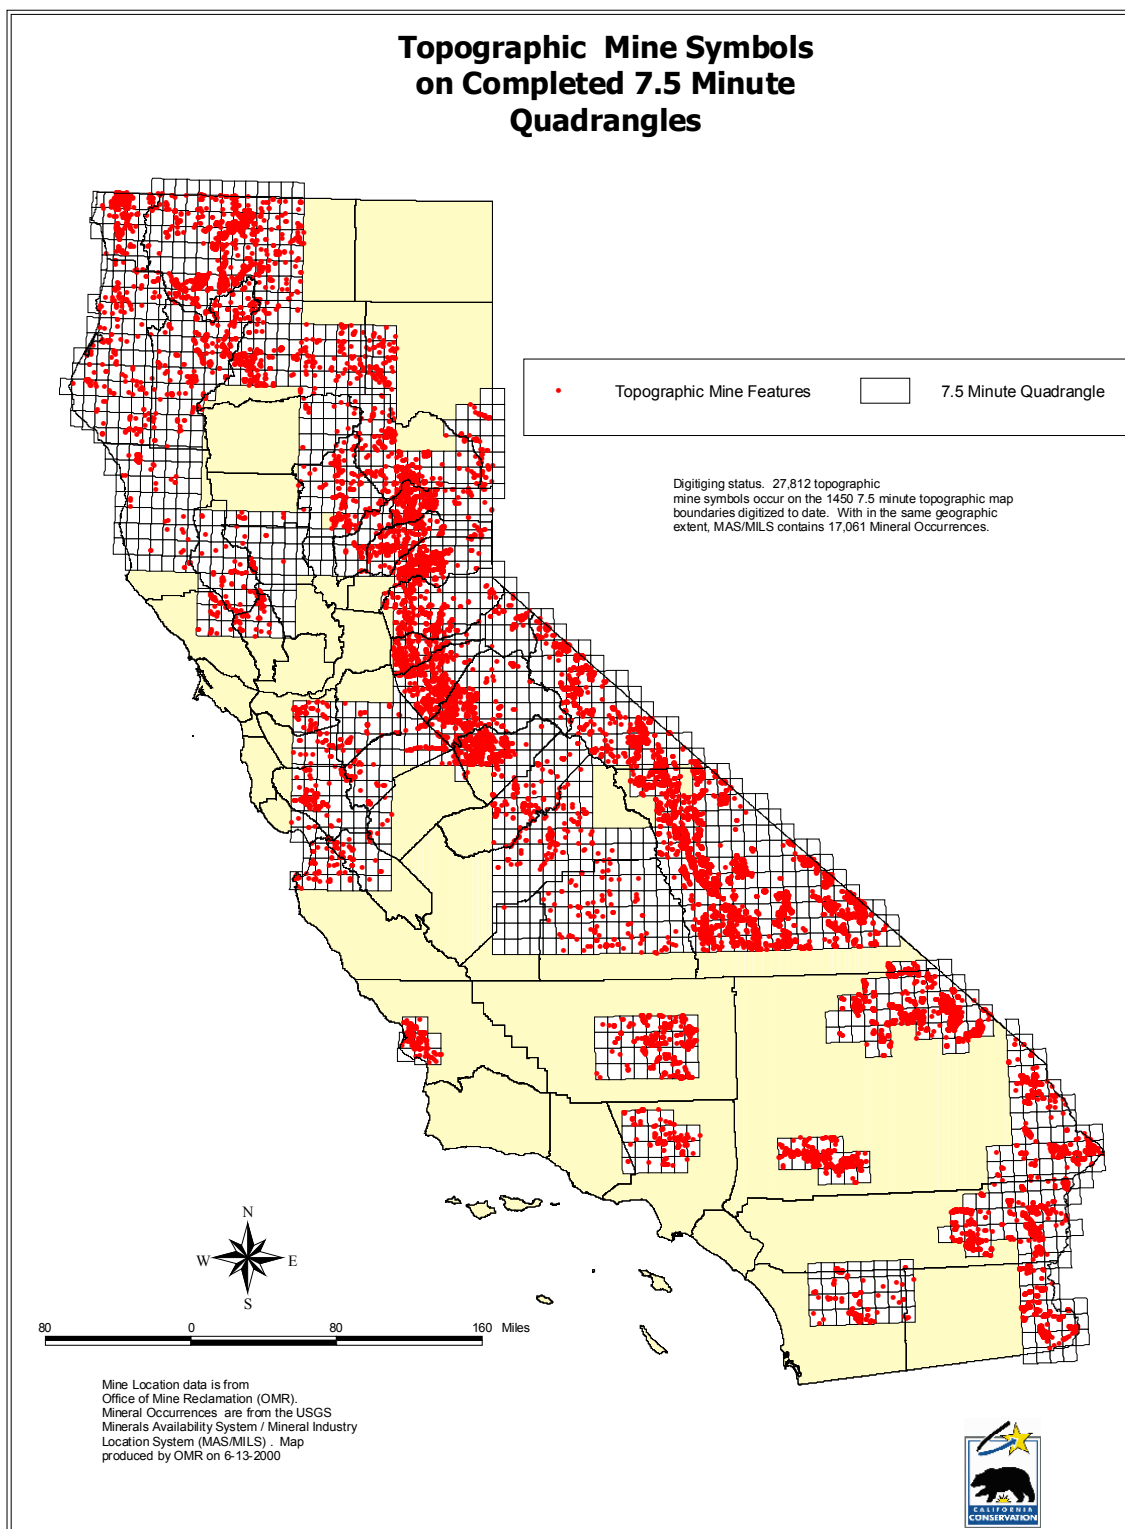 Topographic Mine Symbols
on Completed 7.5 Minute
Quadrangles
Topographic Mine Features
7.5 Minute Quadrangle
Digitiging status. 27,812 topographic
mine symbols occur on the 1450 7.5 minute topographic map
boundaries digitized to date. With in the same geographic
extent, MAS/MILS contains 17,061 Mineral Occurrences.
N
W E
S
80 0 80 160 Miles
Mine Location data is from
Office of Mine Reclamation (OMR).
Mineral Occurrences are from the USGS
Minerals Availability System / Mineral Industry
Location System (MAS/MILS) . Map
produced by OMR on 6-13-2000
CALIFORNIA
CONSERVATION